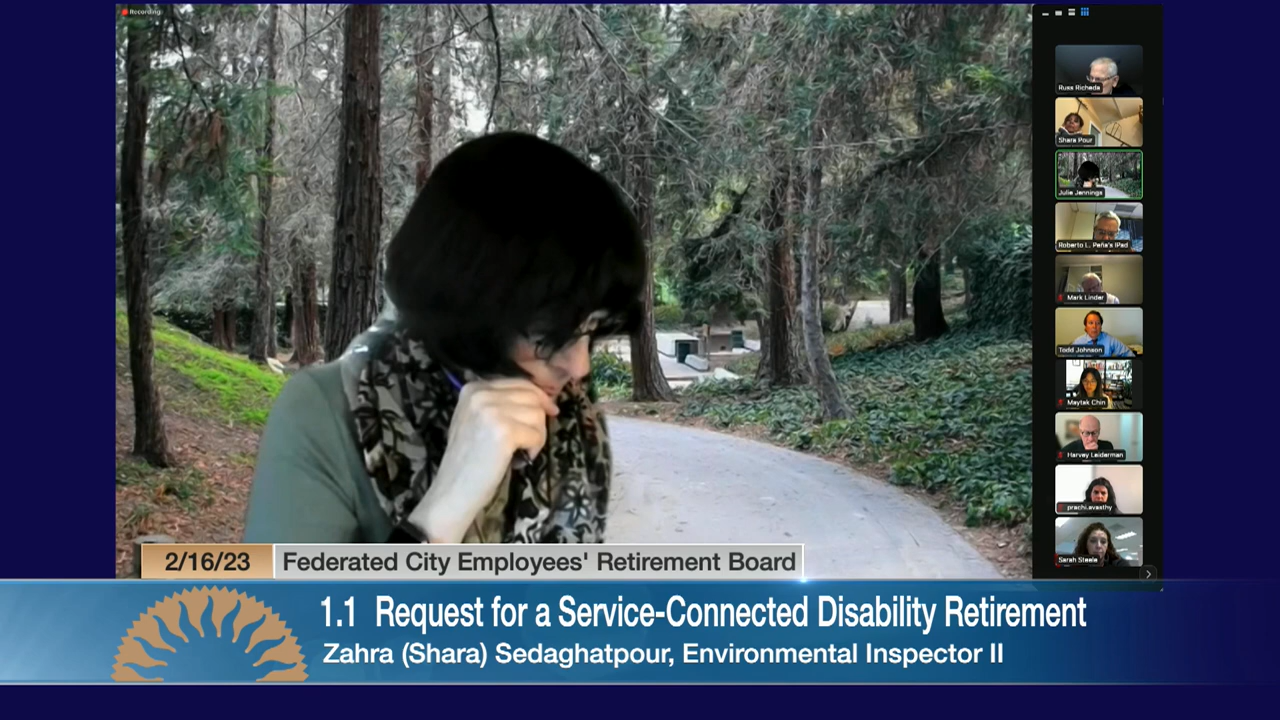 Recording
Russ Richeda
Shara Pour
Julie Jennings
Roberto L. Peña's iPad
Mark Linder
Todd Johnson
Maytak Chin
Harvey Leiderman
prachi.avasthy
Sarah Steele
2/16/23
Federated City Employees' Retirement Board
1.1 Request for a Service-Connected Disability Retirement
Zahra (Shara) Sedaghatpour, Environmental Inspector II